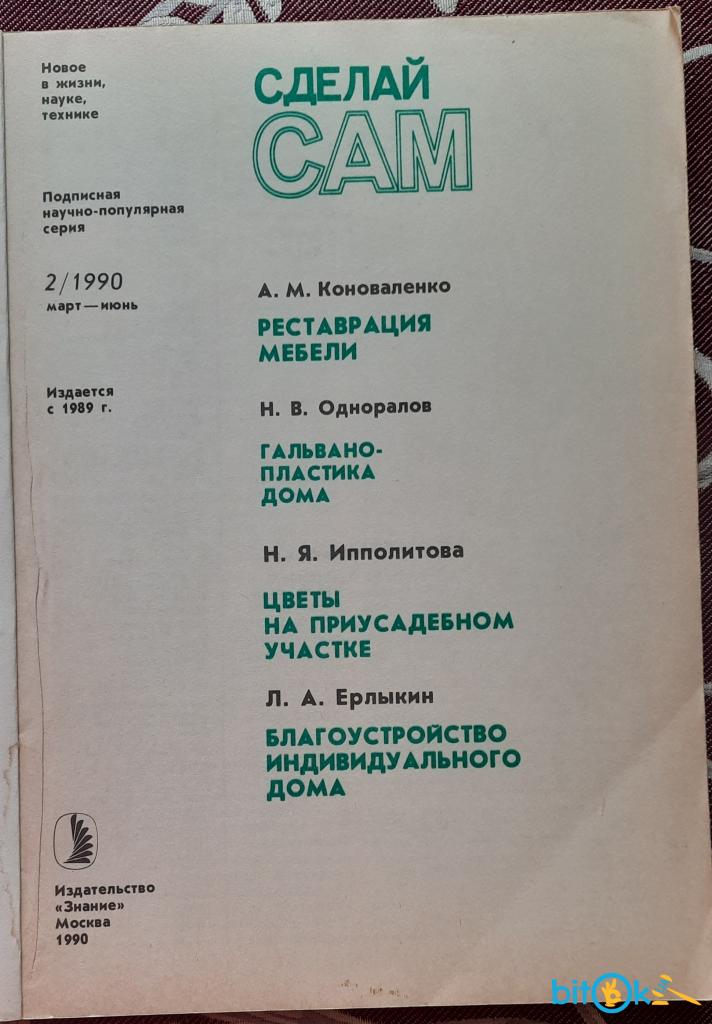 Новое
в жизни,
науке,
технике
Подписная
научно-популярная
серия
2/1990
март—июнь
Издается
с 1989 г.
СДЕЛАЙ
САМ
А. М. Коноваленко
РЕСТАВРАЦИЯ
МЕБЕЛИ
Н. В. Одноралов
ГАЛЬВАНО-
ПЛАСТИКА
ДОМА
Н. Я. Ипполитова
ЦВЕТЫ
НА ПРИУСАДЕБНОМ
УЧАСТКЕ
Л. А. Ерлыкин
БЛАГОУСТРОЙСТВО
ИНДИВИДУАЛЬНОГО
ДОМА
Издательство
«Знание»
Москва
1990
bitOk